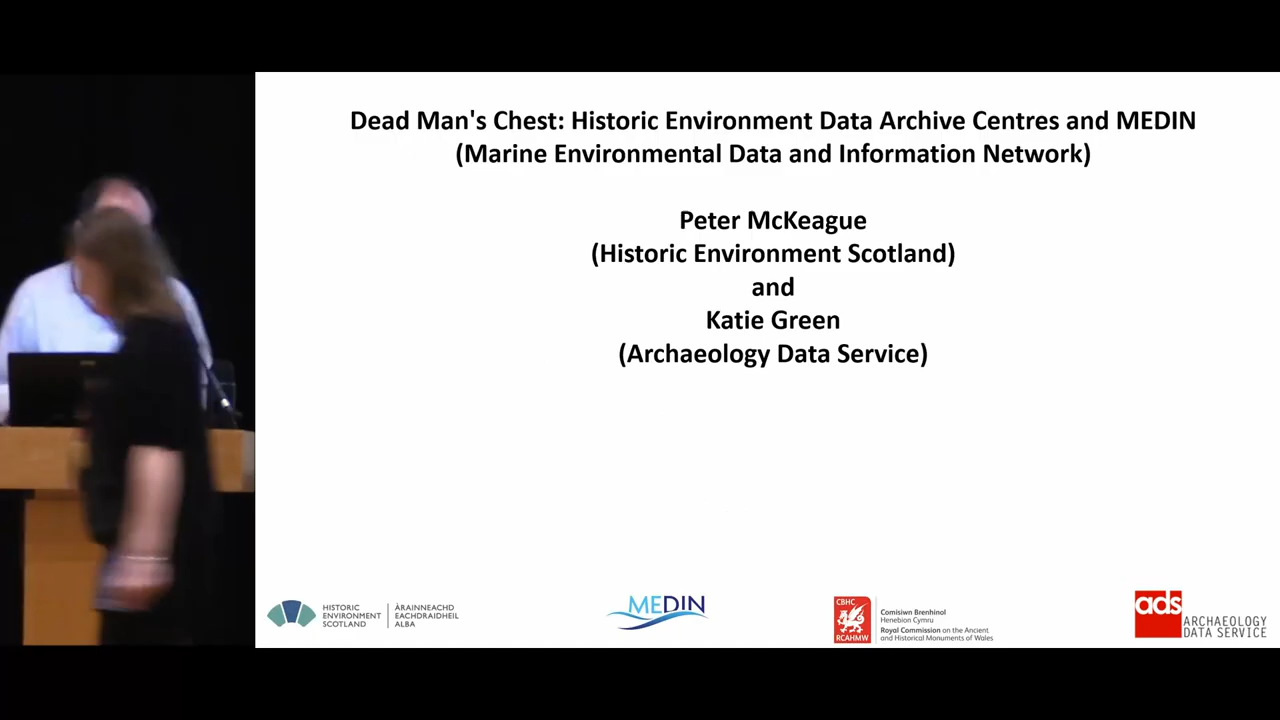 Dead Man's Chest: Historic Environment Data Archive Centres and MEDIN
(Marine Environmental Data and Information Network)
Peter McKeague
(Historic Environment Scotland)
and
Katie Green
(Archaeology Data Service)
HISTORIC
ENVIRONMENT
SCOTLAND
ÀRAINNEACHD
EACHDRAIDHEIL
ALBA
MEDIN
CBHC
RCAHMW
Comisiwn Brenhinol
Henebion Cymru
Royal Commission on the Ancient
and Historical Monuments of Wales
ads
ARCHAEOLOGY
DATA SERVICE